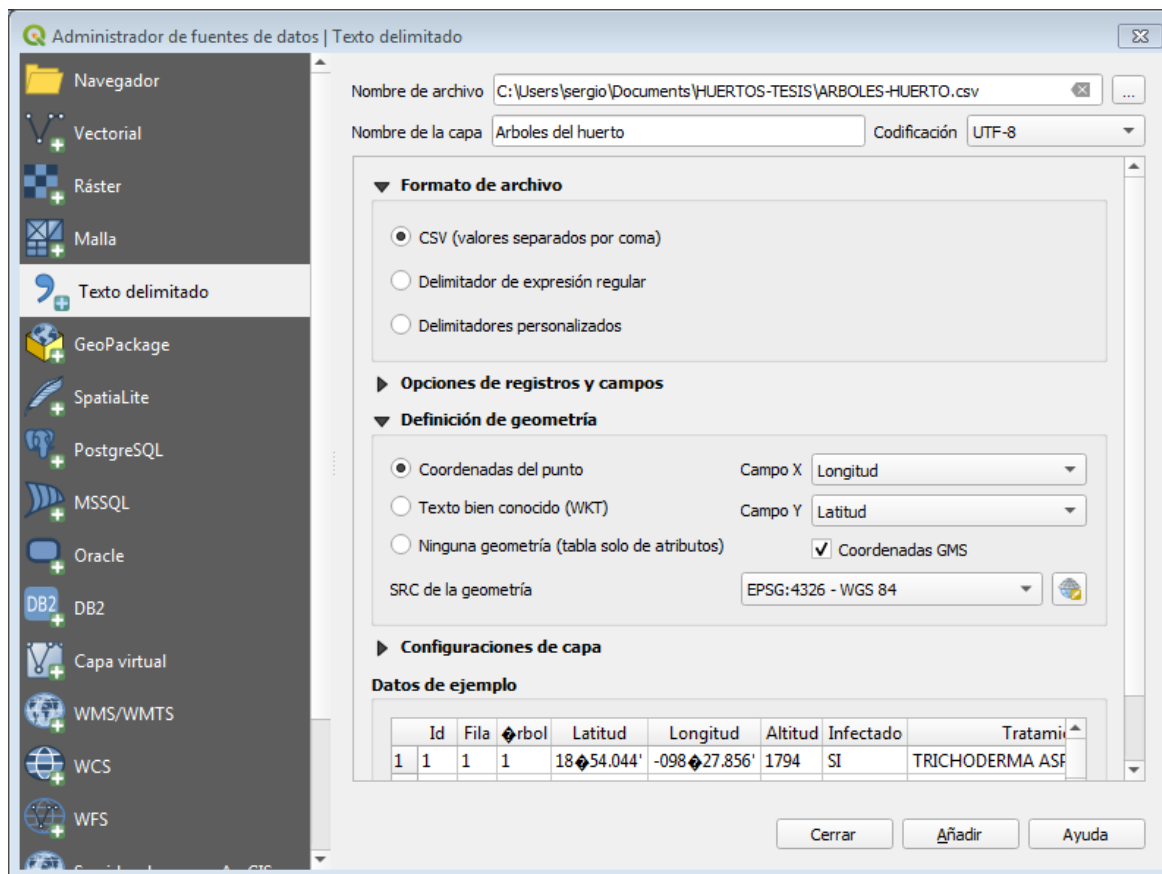 Administrador de fuentes de datos | Texto delimitado
Navegador
Vectorial
Ráster
Malla
Texto delimitado
GeoPackage
SpatiaLite
PostgreSQL
MSSQL
Oracle
DB2
DB2
Capa virtual
WMS/WMTS
WCS
WFS
Nombre de archivo C:\Users\sergio\Documents\HUERTOS-TESIS\ARBOLES-HUERTO.csv ...
Nombre de la capa Arboles del huerto Codificación UTF-8
Formato de archivo
CSV (valores separados por coma)
Delimitador de expresión regular
Delimitadores personalizados
Opciones de registros y campos
Definición de geometría
Coordenadas del punto Campo X Longitud
Texto bien conocido (WKT) Campo Y Latitud
Ninguna geometría (tabla solo de atributos) Coordenadas GMS
SRC de la geometría EPSG:4326 - WGS 84
Configuraciones de capa
Datos de ejemplo
Id Fila �rbol Latitud Longitud Altitud Infectado Tratami
1 1 1 1 18�54.044' -098�27.856' 1794 SI TRICHODERMA ASP
Cerrar Añadir Ayuda